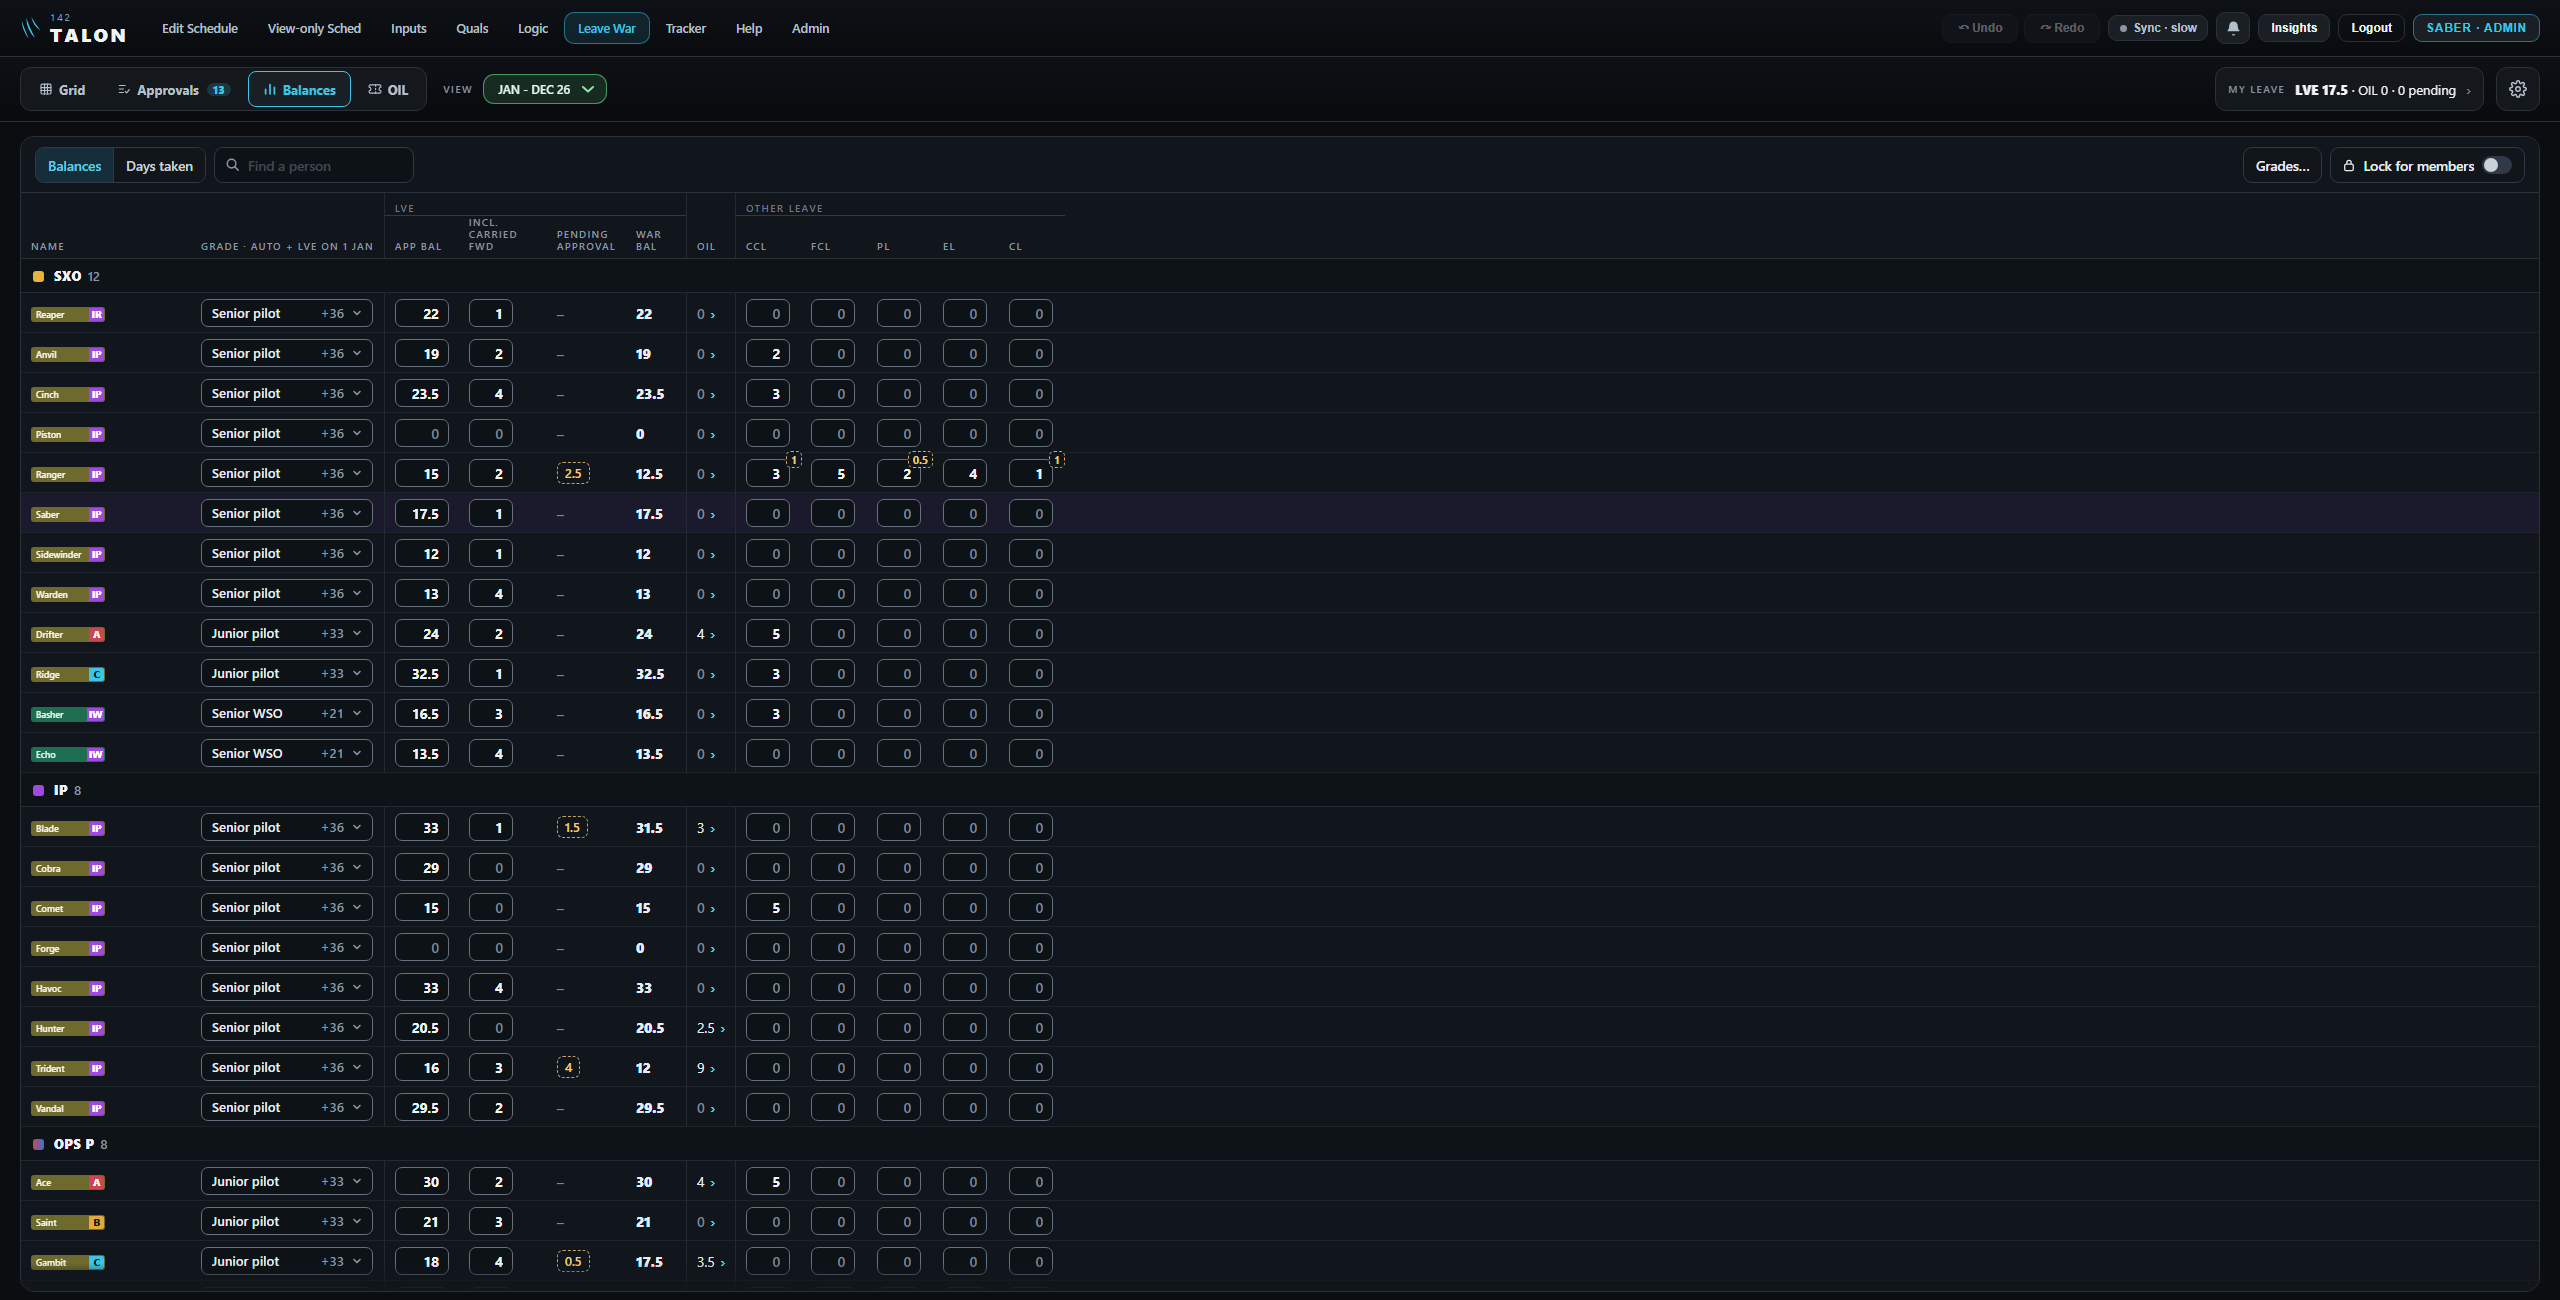 142
TALON
Edit Schedule View-only Sched Inputs Quals Logic Leave War Tracker Help Admin
Undo Redo Sync · slow Insights Logout SABER · ADMIN
Grid Approvals 13 Balances OIL VIEW JAN - DEC 26
MY LEAVE LVE 17.5 · OIL 0 · 0 pending ›
Balances Days taken Find a person Grades... Lock for members
LVE OTHER LEAVE
NAME GRADE · AUTO + LVE ON 1 JAN APP BAL INCL. CARRIED FWD PENDING APPROVAL WAR BAL OIL CCL FCL PL EL CL
SXO 12
Reaper IR Senior pilot +36 22 1 – 22 0 › 0 0 0 0 0
Anvil IP Senior pilot +36 19 2 – 19 0 › 2 0 0 0 0
Cinch IP Senior pilot +36 23.5 4 – 23.5 0 › 3 0 0 0 0
Piston IP Senior pilot +36 0 0 – 0 0 › 0 0 0 0 0
Ranger IP Senior pilot +36 15 2 2.5 12.5 0 › 3 1 5 2 0.5 4 1 1
Saber IP Senior pilot +36 17.5 1 – 17.5 0 › 0 0 0 0 0
Sidewinder IP Senior pilot +36 12 1 – 12 0 › 0 0 0 0 0
Warden IP Senior pilot +36 13 4 – 13 0 › 0 0 0 0 0
Drifter A Junior pilot +33 24 2 – 24 4 › 5 0 0 0 0
Ridge C Junior pilot +33 32.5 1 – 32.5 0 › 3 0 0 0 0
Basher IW Senior WSO +21 16.5 3 – 16.5 0 › 3 0 0 0 0
Echo IW Senior WSO +21 13.5 4 – 13.5 0 › 0 0 0 0 0
IP 8
Blade IP Senior pilot +36 33 1 1.5 31.5 3 › 0 0 0 0 0
Cobra IP Senior pilot +36 29 0 – 29 0 › 0 0 0 0 0
Comet IP Senior pilot +36 15 0 – 15 0 › 5 0 0 0 0
Forge IP Senior pilot +36 0 0 – 0 0 › 0 0 0 0 0
Havoc IP Senior pilot +36 33 4 – 33 0 › 0 0 0 0 0
Hunter IP Senior pilot +36 20.5 0 – 20.5 2.5 › 0 0 0 0 0
Trident IP Senior pilot +36 16 3 4 12 9 › 0 0 0 0 0
Vandal IP Senior pilot +36 29.5 2 – 29.5 0 › 0 0 0 0 0
OPS P 8
Ace A Junior pilot +33 30 2 – 30 4 › 5 0 0 0 0
Saint B Junior pilot +33 21 3 – 21 0 › 0 0 0 0 0
Gambit C Junior pilot +33 18 4 0.5 17.5 3.5 › 0 0 0 0 0